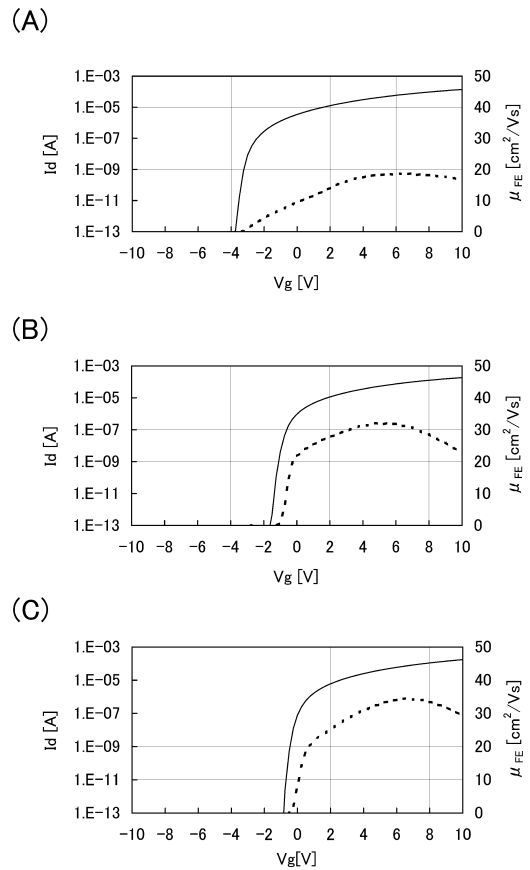 (A)
1.E-03
1.E-05
1.E-07
1.E-09
1.E-11
1.E-13
Id [A]
50
40
30
20
10
0
μFE [cm²/Vs]
-10 -8 -6 -4 -2 0 2 4 6 8 10
Vg [V]
(B)
1.E-03
1.E-05
1.E-07
1.E-09
1.E-11
1.E-13
Id [A]
50
40
30
20
10
0
μFE [cm²/Vs]
-10 -8 -6 -4 -2 0 2 4 6 8 10
Vg [V]
(C)
1.E-03
1.E-05
1.E-07
1.E-09
1.E-11
1.E-13
Id [A]
50
40
30
20
10
0
μFE [cm²/Vs]
-10 -8 -6 -4 -2 0 2 4 6 8 10
Vg[V]